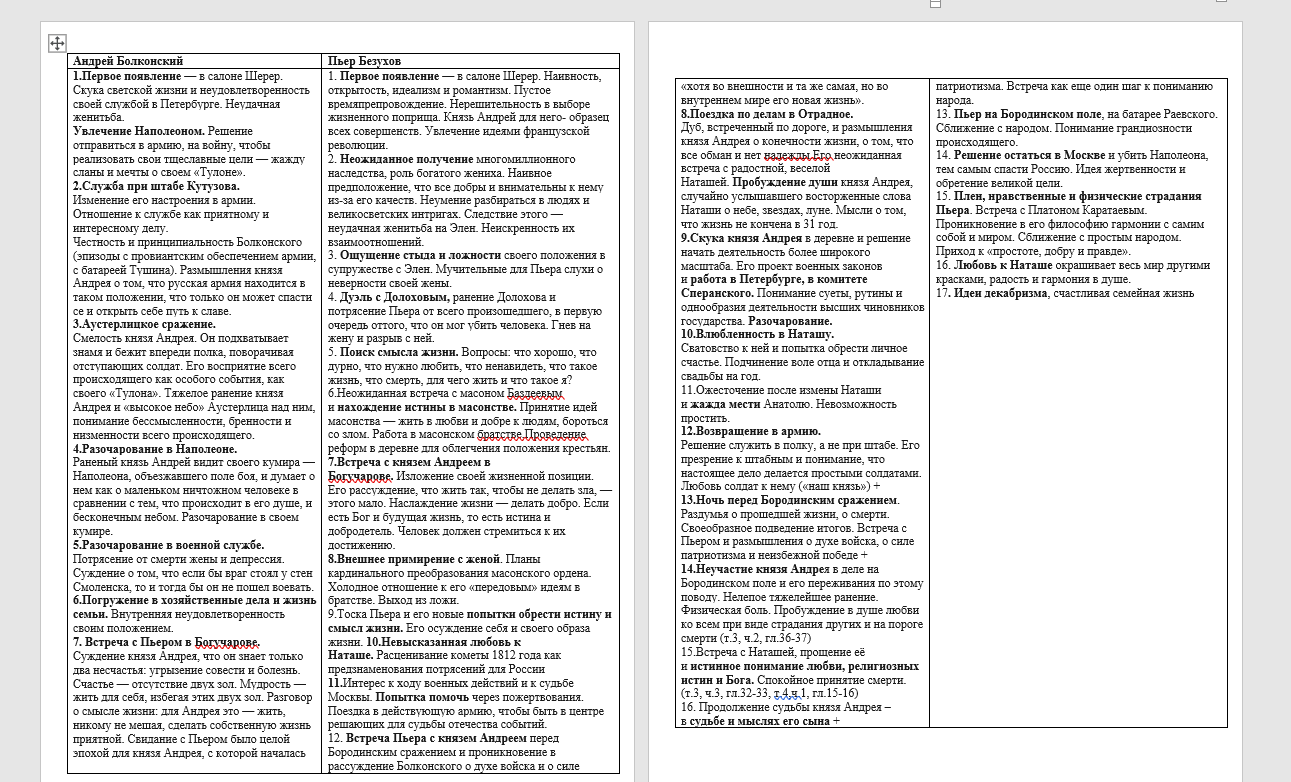 Андрей Болконский
1.Первое появление — в салоне Шерер.
Скука светской жизни и неудовлетворенность
своей службой в Петербурге. Неудачная
женитьба.
Увлечение Наполеоном. Решение
отправиться в армию, на войну, чтобы
реализовать свои тщеславные цели — жажду
сланы и мечты о своем «Тулоне».
2.Служба при штабе Кутузова.
Изменение его настроения в армии.
Отношение к службе как приятному и
интересному делу.
Честность и принципиальность Болконского
(эпизоды с провиантским обеспечением армии,
с батареей Тушина). Размышления князя
Андрея о том, что русская армия находится в
таком положении, что только он может спасти
се и открыть себе путь к славе.
3.Аустерлицкое сражение.
Смелость князя Андрея. Он подхватывает
знамя и бежит впереди полка, поворачивая
отступающих солдат. Его восприятие всего
происходящего как особого события, как
своего «Тулона». Тяжелое ранение князя
Андрея и «высокое небо» Аустерлица над ним,
понимание бессмысленности, бренности и
низменности всего происходящего.
4.Разочарование в Наполеоне.
Раненый князь Андрей видит своего кумира —
Наполеона, объезжавшего поле боя, и думает о
нем как о маленьком ничтожном человеке в
сравнении с тем, что происходит в его душе, и
бесконечным небом. Разочарование в своем
кумире.
5.Разочарование в военной службе.
Потрясение от смерти жены и депрессия.
Суждение о том, что если бы враг стоял у стен
Смоленска, то и тогда бы он не пошел воевать.
6.Погружение в хозяйственные дела и жизнь
семьи. Внутренняя неудовлетворенность
своим положением.
7. Встреча с Пьером в Богучарове.
Суждение князя Андрея, что он знает только
два несчастья: угрызение совести и болезнь.
Счастье — отсутствие двух зол. Мудрость —
жить для себя, избегая этих двух зол. Разговор
о смысле жизни: для Андрея это — жить,
никому не мешая, сделать собственную жизнь
приятной. Свидание с Пьером было целой
эпохой для князя Андрея, с которой началась
Пьер Безухов
1. Первое появление — в салоне Шерер. Наивность,
открытость, идеализм и романтизм. Пустое
времяпрепровождение. Нерешительность в выборе
жизненного поприща. Князь Андрей для него- образец
всех совершенств. Увлечение идеями французской
революции.
2. Неожиданное получение многомиллионного
наследства, роль богатого жениха. Наивное
предположение, что все добры и внимательны к нему
из-за его качеств. Неумение разбираться в людях и
великосветских интригах. Следствие этого —
неудачная женитьба на Элен. Неискренность их
взаимоотношений.
3. Ощущение стыда и ложности своего положения в
супружестве с Элен. Мучительные для Пьера слухи о
неверности своей жены.
4. Дуэль с Долоховым, ранение Долохова и
потрясение Пьера от всего произошедшего, в первую
очередь оттого, что он мог убить человека. Гнев на
жену и разрыв с ней.
5. Поиск смысла жизни. Вопросы: что хорошо, что
дурно, что нужно любить, что ненавидеть, что такое
жизнь, что смерть, для чего жить и что такое я?
6.Неожиданная встреча с масоном Баздеевым
и нахождение истины в масонстве. Принятие идей
масонства — жить в любви и добре к людям, бороться
со злом. Работа в масонском братстве.Проведение
реформ в деревне для облегчения положения крестьян.
7.Встреча с князем Андреем в
Богучарове. Изложение своей жизненной позиции.
Его рассуждение, что жить так, чтобы не делать зла, —
этого мало. Наслаждение жизни — делать добро. Если
есть Бог и будущая жизнь, то есть истина и
добродетель. Человек должен стремиться к их
достижению.
8.Внешнее примирение с женой. Планы
кардинального преобразования масонского ордена.
Холодное отношение к его «передовым» идеям в
братстве. Выход из ложи.
9.Тоска Пьера и его новые попытки обрести истину и
смысл жизни. Его осуждение себя и своего образа
жизни. 10.Невысказанная любовь к
Наташе. Расценивание кометы 1812 года как
предзнаменования потрясений для России
11.Интерес к ходу военных действий и к судьбе
Москвы. Попытка помочь через пожертвования.
Поездка в действующую армию, чтобы быть в центре
решающих для судьбы отечества событий.
12. Встреча Пьера с князем Андреем перед
Бородинским сражением и проникновение в
рассуждение Болконского о духе войска и о силе
«хотя во внешности и та же самая, но во
внутреннем мире его новая жизнь».
8.Поездка по делам в Отрадное.
Дуб, встреченный по дороге, и размышления
князя Андрея о конечности жизни, о том, что
все обман и нет надежды.Его неожиданная
встреча с радостной, веселой
Наташей. Пробуждение души князя Андрея,
случайно услышавшего восторженные слова
Наташи о небе, звездах, луне. Мысли о том,
что жизнь не кончена в 31 год.
9.Скука князя Андрея в деревне и решение
начать деятельность более широкого
масштаба. Его проект военных законов
и работа в Петербурге, в комитете
Сперанского. Понимание суеты, рутины и
однообразия деятельности высших чиновников
государства. Разочарование.
10.Влюбленность в Наташу.
Сватовство к ней и попытка обрести личное
счастье. Подчинение воле отца и откладывание
свадьбы на год.
11.Ожесточение после измены Наташи
и жажда мести Анатолю. Невозможность
простить.
12.Возвращение в армию.
Решение служить в полку, а не при штабе. Его
презрение к штабным и понимание, что
настоящее дело делается простыми солдатами.
Любовь солдат к нему («наш князь») +
13.Ночь перед Бородинским сражением.
Раздумья о прошедшей жизни, о смерти.
Своеобразное подведение итогов. Встреча с
Пьером и размышления о духе войска, о силе
патриотизма и неизбежной победе +
14.Неучастие князя Андрея в деле на
Бородинском поле и его переживания по этому
поводу. Нелепое тяжелейшее ранение.
Физическая боль. Пробуждение в душе любви
ко всем при виде страдания других и на пороге
смерти (т.3, ч.2, гл.36-37)
15.Встреча с Наташей, прощение её
и истинное понимание любви, религиозных
истин и Бога. Спокойное принятие смерти.
(т.3, ч.3, гл.32-33, т.4.ч.1, гл.15-16)
16. Продолжение судьбы князя Андрея –
в судьбе и мыслях его сына +
патриотизма. Встреча как еще один шаг к пониманию
народа.
13. Пьер на Бородинском поле, на батарее Раевского.
Сближение с народом. Понимание грандиозности
происходящего.
14. Решение остаться в Москве и убить Наполеона,
тем самым спасти Россию. Идея жертвенности и
обретение великой цели.
15. Плен, нравственные и физические страдания
Пьера. Встреча с Платоном Каратаевым.
Проникновение в его философию гармонии с самим
собой и миром. Сближение с простым народом.
Приход к «простоте, добру и правде».
16. Любовь к Наташе окрашивает весь мир другими
красками, радость и гармония в душе.
17. Идеи декабризма, счастливая семейная жизнь